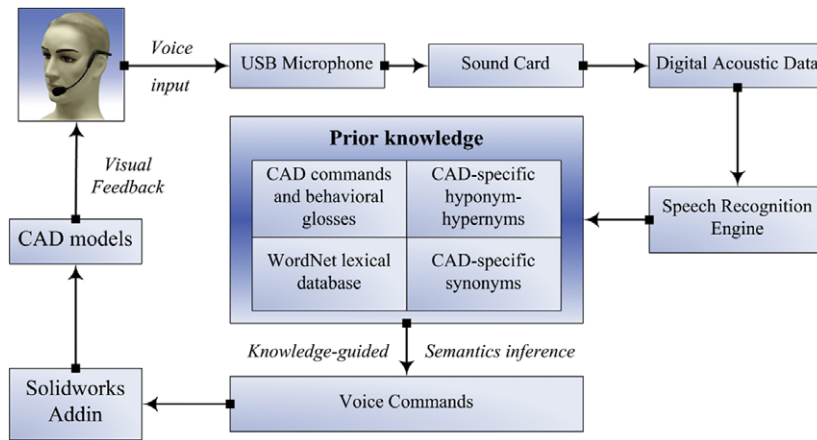 Voice
input
USB Microphone
Sound Card
Digital Acoustic Data
Prior knowledge
CAD commands
and behavioral
glosses
CAD-specific
hyponym-
hypernyms
WordNet lexical
database
CAD-specific
synonyms
Speech Recognition
Engine
Visual
Feedback
CAD models
Knowledge-guided
Semantics inference
Solidworks
Addin
Voice Commands